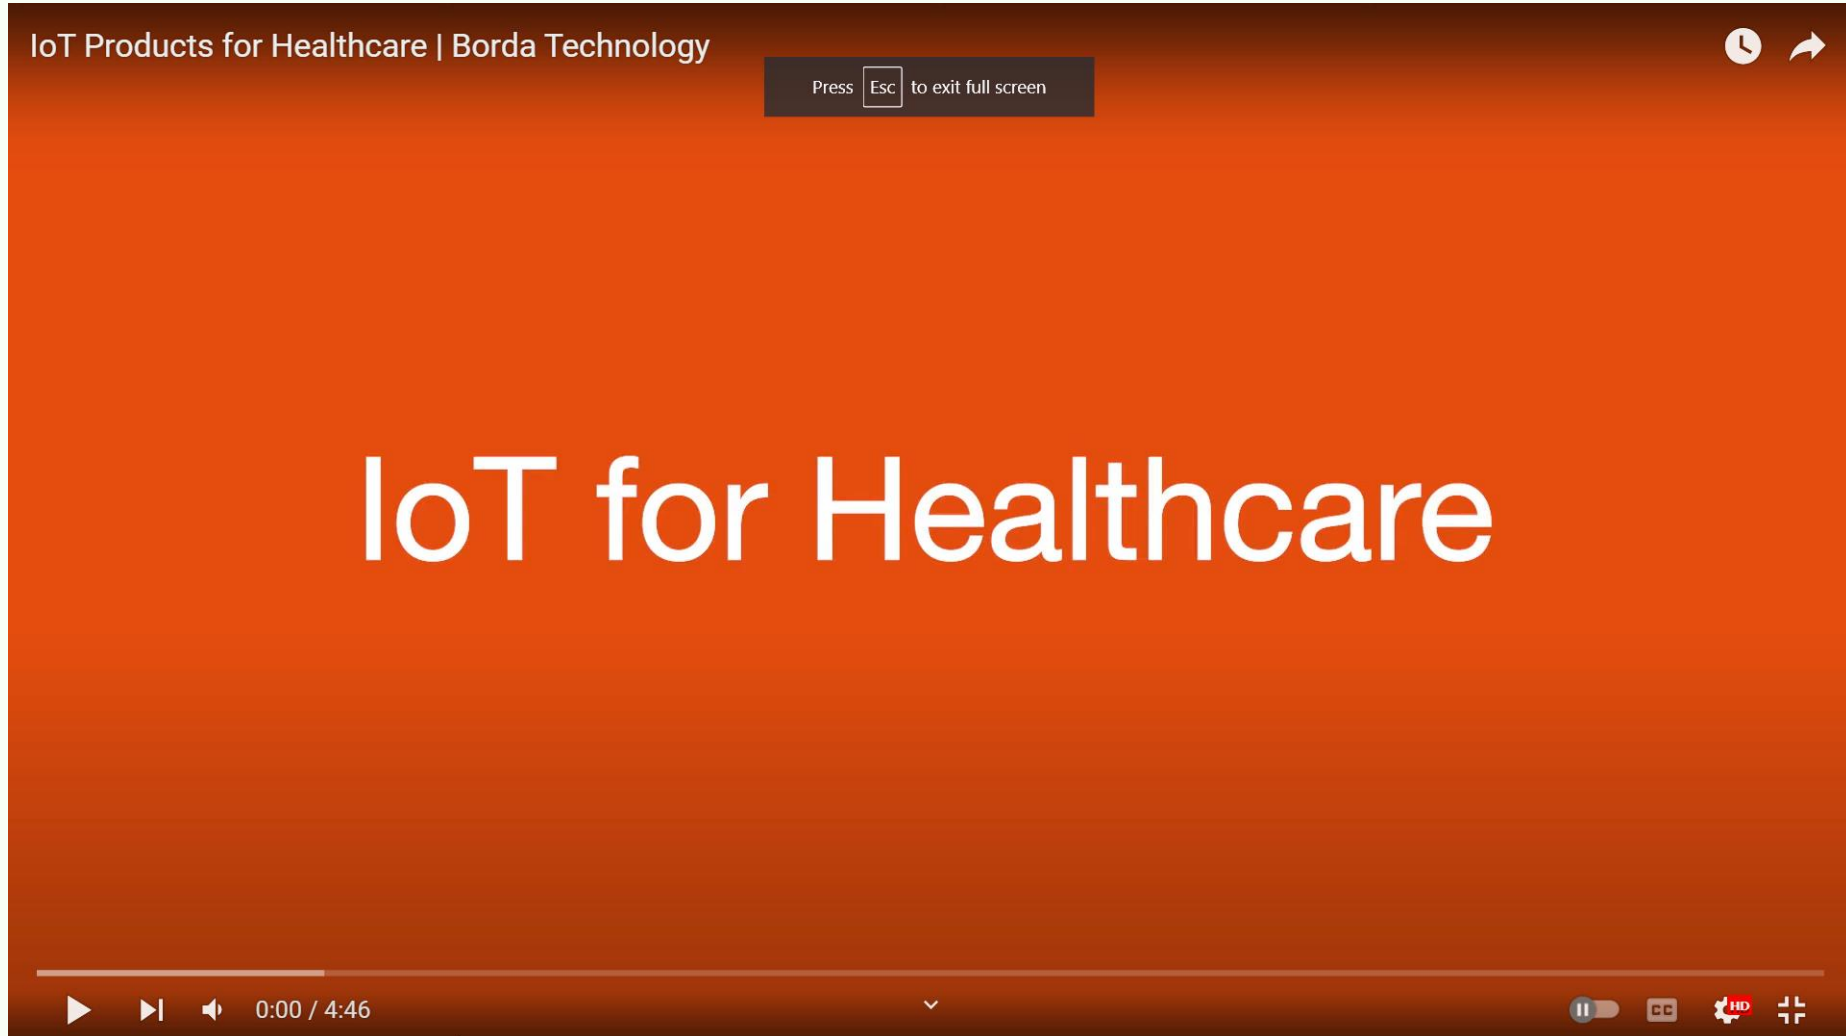 IoT Products for Healthcare | Borda Technology
Press Esc to exit full screen
IoT for Healthcare
0:00 / 4:46
CC
HD